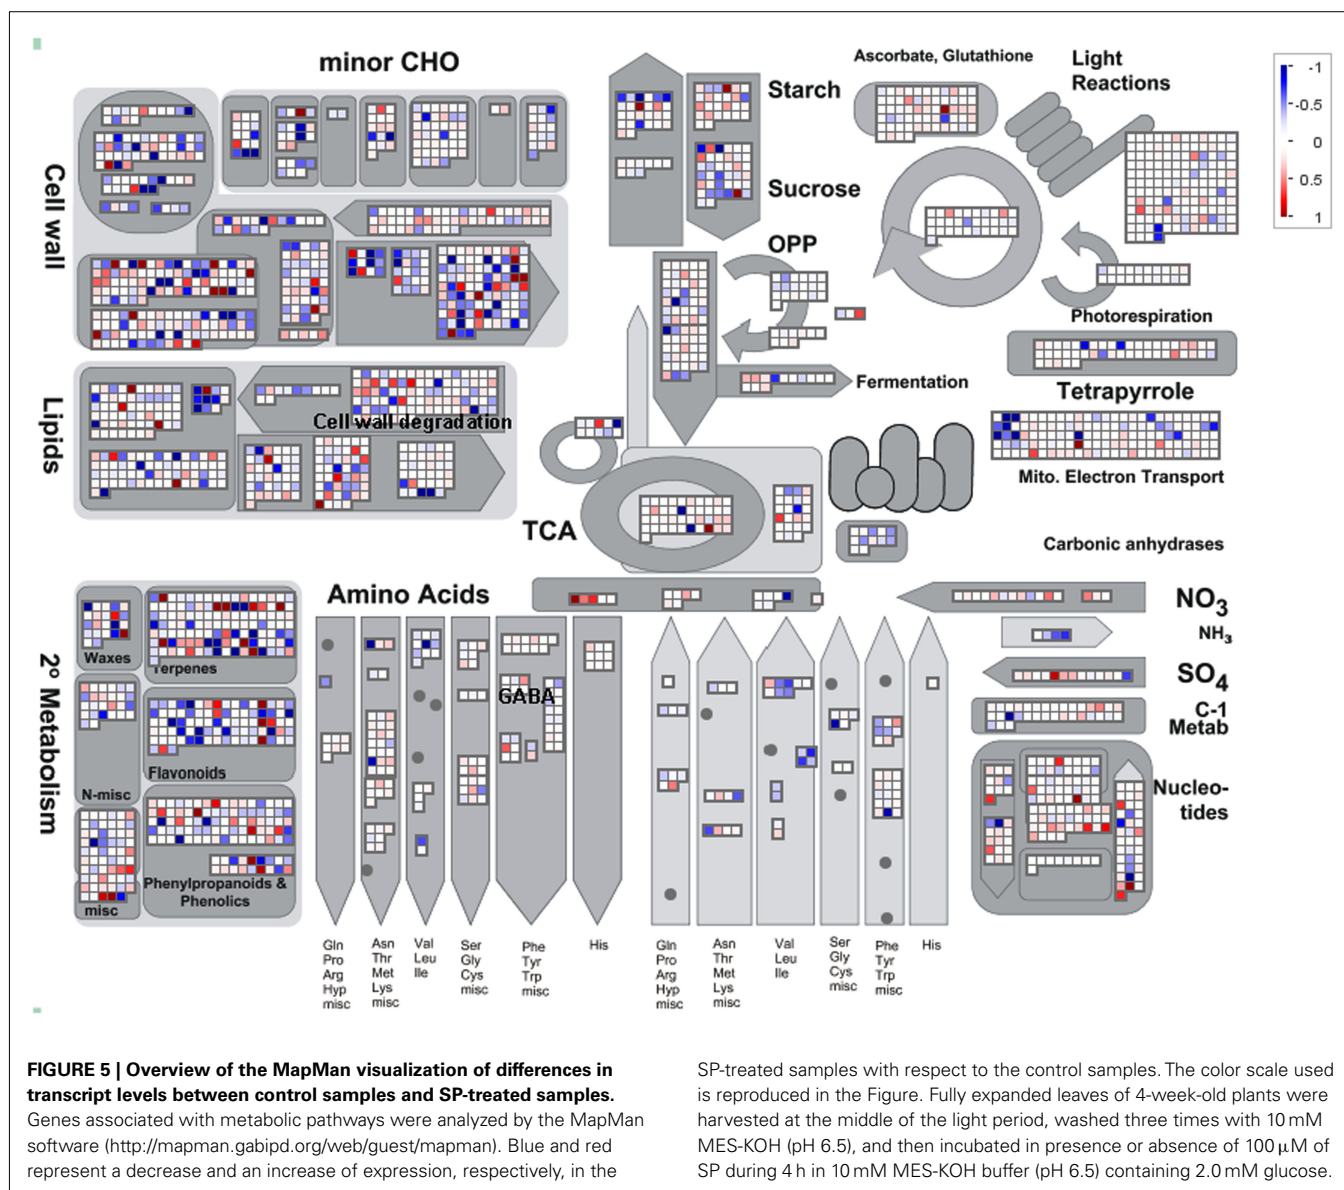 minor CHO
Ascorbate, Glutathione
Light
Reactions
-1
-0.5
0
0.5
1
Starch
Sucrose
Cell wall
OPP
Photorespiration
Fermentation
Tetrapyrrole
Lipids
Cell wall degradation
Mito. Electron Transport
TCA
Carbonic anhydrases
Amino Acids
NO3
NH3
SO4
C-1
Metab
Nucleo-
tides
2º Metabolism
Waxes
Terpenes
GABA
N-misc
Flavonoids
misc
Phenylpropanoids &
Phenolics
Gln
Pro
Arg
Hyp
misc
Asn
Thr
Met
Lys
misc
Val
Leu
Ile
Ser
Gly
Cys
misc
Phe
Tyr
Trp
misc
His
Gln
Pro
Arg
Hyp
misc
Asn
Thr
Met
Lys
misc
Val
Leu
Ile
Ser
Gly
Cys
misc
Phe
Tyr
Trp
misc
His
FIGURE 5 | Overview of the MapMan visualization of differences in
transcript levels between control samples and SP-treated samples.
Genes associated with metabolic pathways were analyzed by the MapMan
software (http://mapman.gabipd.org/web/guest/mapman). Blue and red
represent a decrease and an increase of expression, respectively, in the
SP-treated samples with respect to the control samples. The color scale used
is reproduced in the Figure. Fully expanded leaves of 4-week-old plants were
harvested at the middle of the light period, washed three times with 10 mM
MES-KOH (pH 6.5), and then incubated in presence or absence of 100 μM of
SP during 4 h in 10 mM MES-KOH buffer (pH 6.5) containing 2.0 mM glucose.